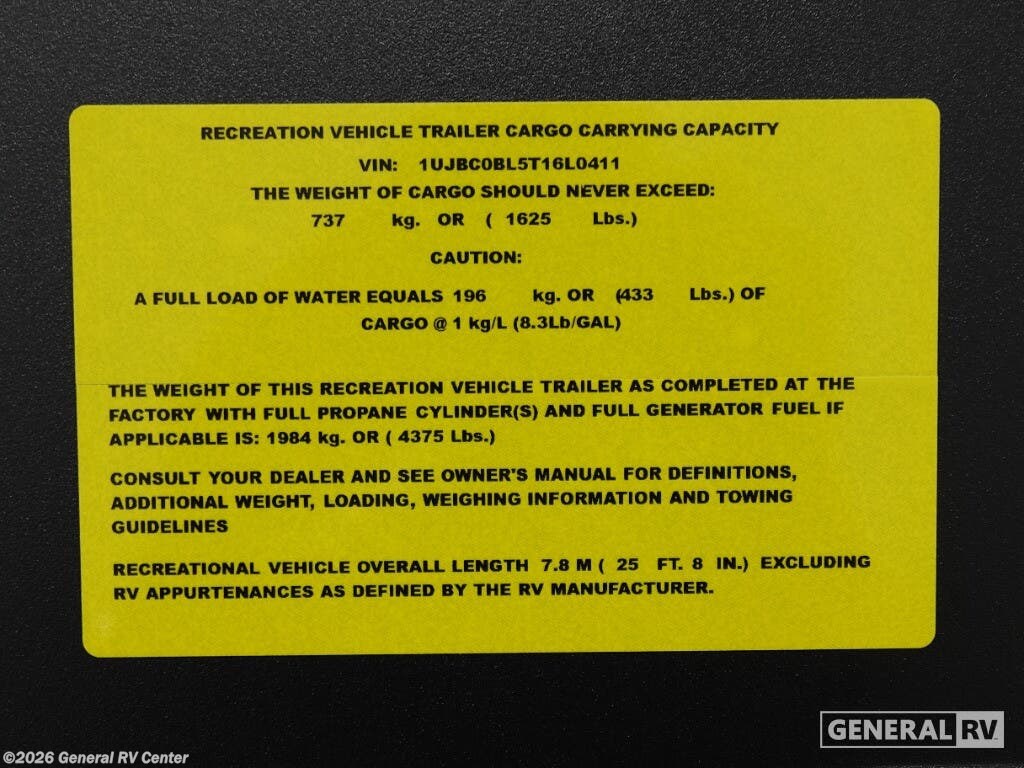 RECREATION VEHICLE TRAILER CARGO CARRYING CAPACITY
VIN: 1UJBC0BL5T16L0411
THE WEIGHT OF CARGO SHOULD NEVER EXCEED:
737 kg. OR ( 1625 Lbs.)
CAUTION:
A FULL LOAD OF WATER EQUALS 196 kg. OR (433 Lbs.) OF
CARGO @ 1 kg/L (8.3Lb/GAL)
THE WEIGHT OF THIS RECREATION VEHICLE TRAILER AS COMPLETED AT THE
FACTORY WITH FULL PROPANE CYLINDER(S) AND FULL GENERATOR FUEL IF
APPLICABLE IS: 1984 kg. OR ( 4375 Lbs.)
CONSULT YOUR DEALER AND SEE OWNER'S MANUAL FOR DEFINITIONS,
ADDITIONAL WEIGHT, LOADING, WEIGHING INFORMATION AND TOWING
GUIDELINES
RECREATIONAL VEHICLE OVERALL LENGTH 7.8 M ( 25 FT. 8 IN.) EXCLUDING
RV APPURTENANCES AS DEFINED BY THE RV MANUFACTURER.
GENERAL RV
©2026 General RV Center